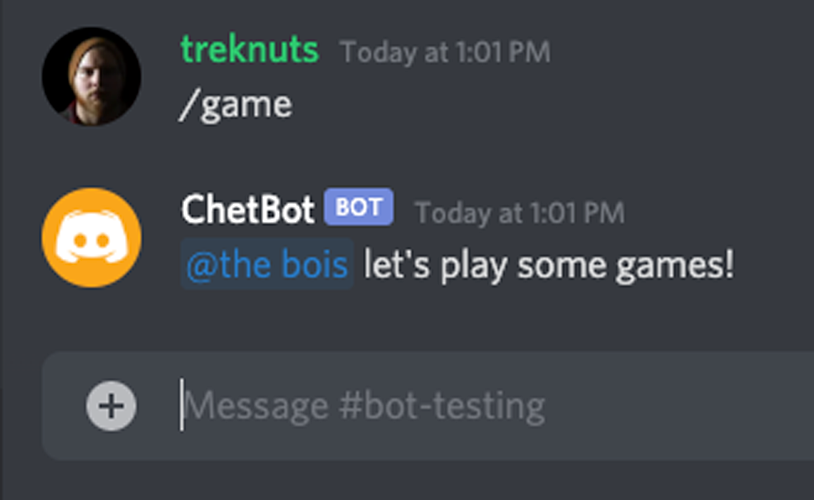 treknuts Today at 1:01 PM
/game
ChetBot BOT Today at 1:01 PM
@the bois let's play some games!
Message #bot-testing